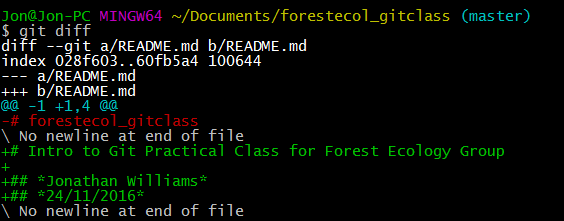 Jon@Jon-PC MINGW64 ~/Documents/forestecol_gitclass (master)
$ git diff
diff --git a/README.md b/README.md
index 028f603..60fb5a4 100644
--- a/README.md
+++ b/README.md
@@ -1 +1,4 @@
-# forestecol_gitclass
\ No newline at end of file
+# Intro to Git Practical Class for Forest Ecology Group
+
+## *Jonathan Williams*
+## *24/11/2016*
\ No newline at end of file